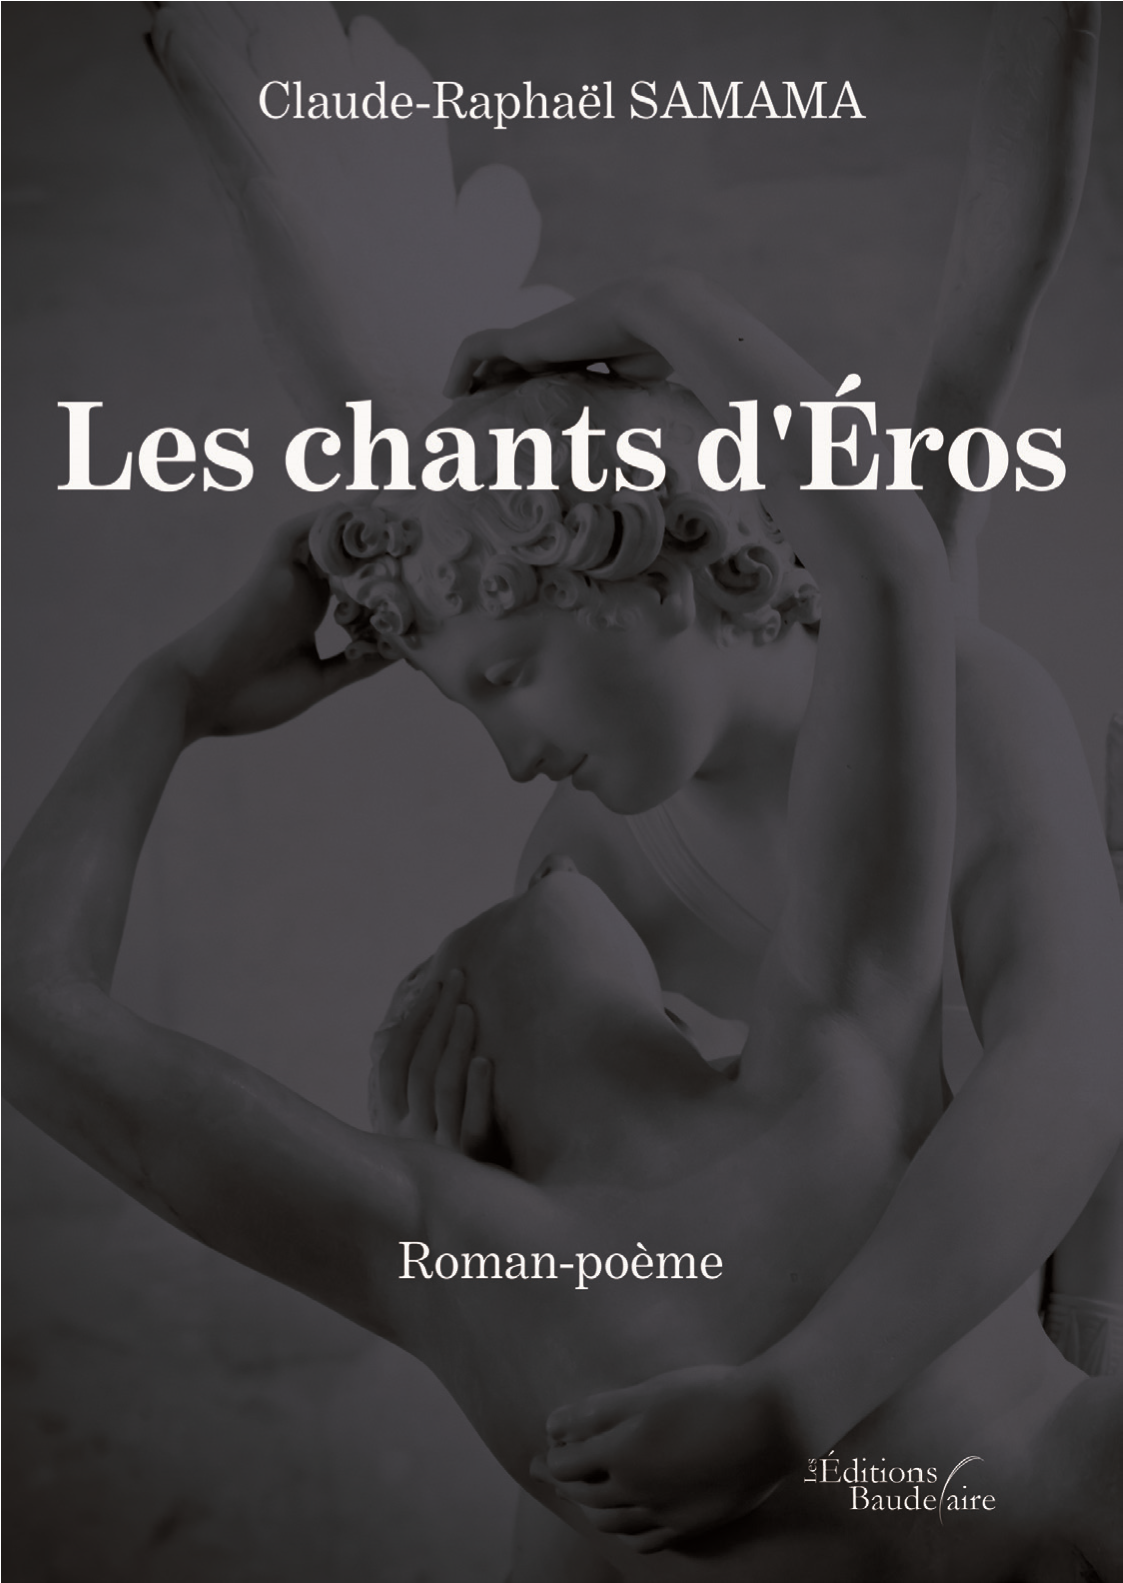 Claude-Raphaël SAMAMA
Les chants d'Éros
Roman-poème
Les Éditions
Baudelaire